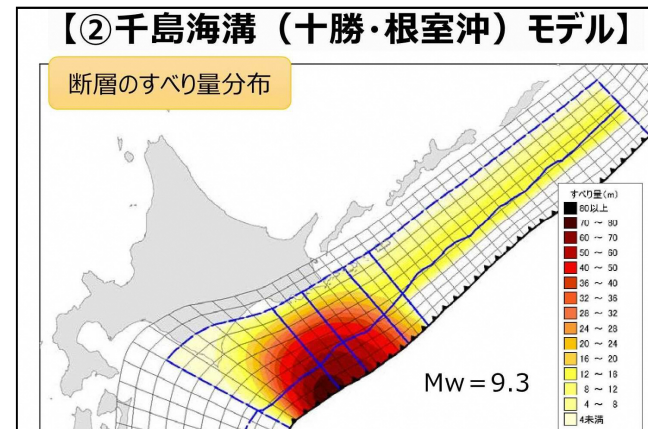 【②千島海溝（十勝・根室沖）モデル】
断層のすべり量分布
すべり量(m)
80以上
70 ～ 80
60 ～ 70
50 ～ 60
40 ～ 50
36 ～ 40
32 ～ 36
28 ～ 32
24 ～ 28
20 ～ 24
16 ～ 20
12 ～ 16
8 ～ 12
4 ～ 8
4未満
Mw＝9.3